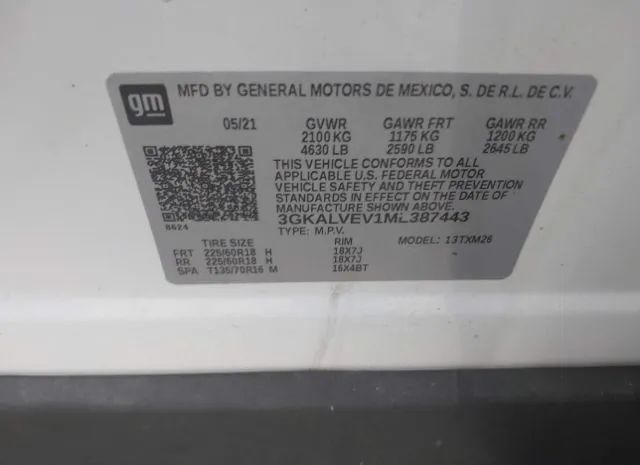 gm
MFD BY GENERAL MOTORS DE MEXICO, S. DE R.L. DE C.V.
05/21 GVWR GAWR FRT GAWR RR
2100 KG 1175 KG 1200 KG
4630 LB 2590 LB 2645 LB
THIS VEHICLE CONFORMS TO ALL
APPLICABLE U.S. FEDERAL MOTOR
VEHICLE SAFETY AND THEFT PREVENTION
STANDARDS IN EFFECT ON THE DATE OF
MANUFACTURE SHOWN ABOVE.
3GKALVEV1ML387443
8624
TYPE: M.P.V. MODEL: 13TXM26
TIRE SIZE RIM
FRT 225/60R18 H 18X7J
RR 225/60R18 H 18X7J
SPA T135/70R16 M 16X4BT